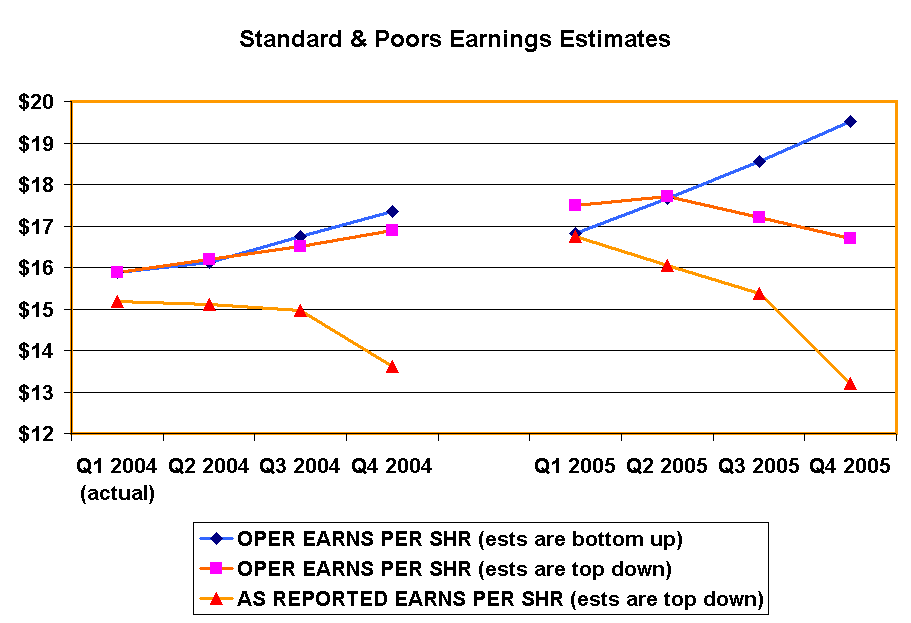 Standard & Poors Earnings Estimates
$20
$19
$18
$17
$16
$15
$14
$13
$12
Q1 2004 Q2 2004 Q3 2004 Q4 2004 Q1 2005 Q2 2005 Q3 2005 Q4 2005
(actual)
OPER EARNS PER SHR (ests are bottom up)
OPER EARNS PER SHR (ests are top down)
AS REPORTED EARNS PER SHR (ests are top down)